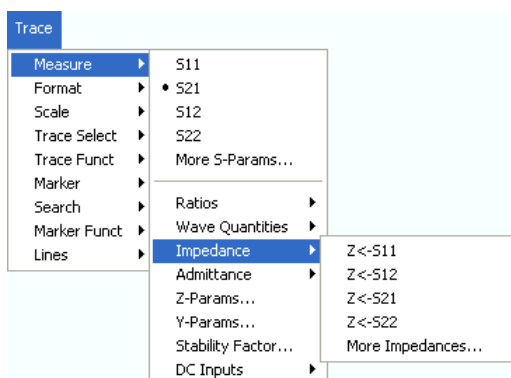 Trace
Measure
Format
Scale
Trace Select
Trace Funct
Marker
Search
Marker Funct
Lines
S11
• S21
S12
S22
More S-Params...
Ratios
Wave Quantities
Impedance
Admittance
Z-Params...
Y-Params...
Stability Factor...
DC Inputs
Z<-S11
Z<-S12
Z<-S21
Z<-S22
More Impedances...